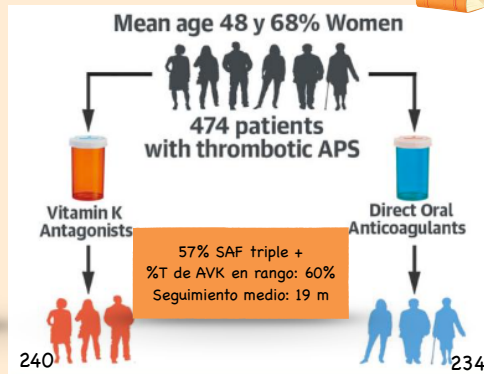 Mean age 48 y 68% Women
474 patients
with thrombotic APS
Vitamin K
Antagonists
Direct Oral
Anticoagulants
57% SAF triple +
%T de AVK en rango: 60%
Seguimiento medio: 19 m
240
234